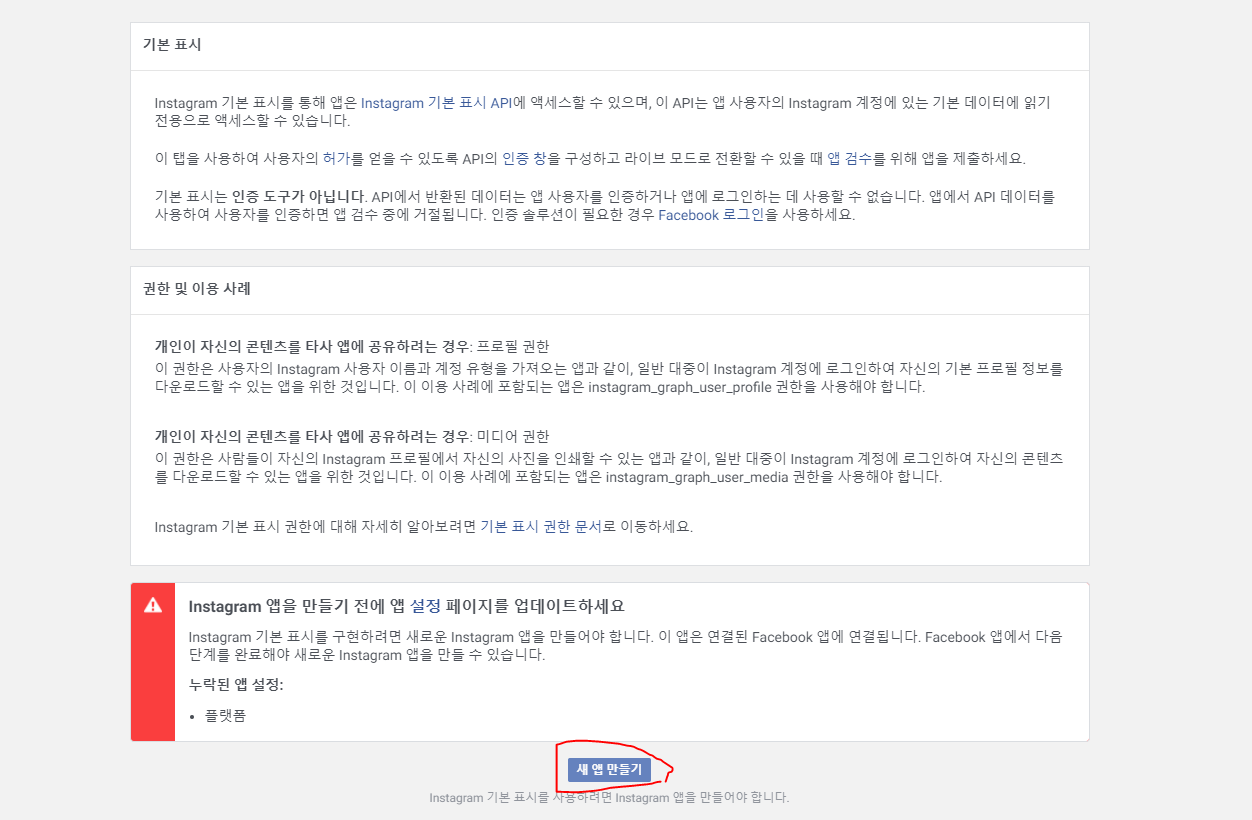 기본 표시
Instagram 기본 표시를 통해 앱은 Instagram 기본 표시 API에 액세스할 수 있으며, 이 API는 앱 사용자의 Instagram 계정에 있는 기본 데이터에 읽기
전용으로 액세스할 수 있습니다.
이 탭을 사용하여 사용자의 허가를 얻을 수 있도록 API의 인증 창을 구성하고 라이브 모드로 전환할 수 있을 때 앱 검수를 위해 앱을 제출하세요.
기본 표시는 인증 도구가 아닙니다. API에서 반환된 데이터는 앱 사용자를 인증하거나 앱에 로그인하는 데 사용할 수 없습니다. 앱에서 API 데이터를
사용하여 사용자를 인증하면 앱 검수 중에 거절됩니다. 인증 솔루션이 필요한 경우 Facebook 로그인을 사용하세요.
권한 및 이용 사례
개인이 자신의 콘텐츠를 타사 앱에 공유하려는 경우: 프로필 권한
이 권한은 사용자의 Instagram 사용자 이름과 계정 유형을 가져오는 앱과 같이, 일반 대중이 Instagram 계정에 로그인하여 자신의 기본 프로필 정보를
다운로드할 수 있는 앱을 위한 것입니다. 이 이용 사례에 포함되는 앱은 instagram_graph_user_profile 권한을 사용해야 합니다.
개인이 자신의 콘텐츠를 타사 앱에 공유하려는 경우: 미디어 권한
이 권한은 사람들이 자신의 Instagram 프로필에서 자신의 사진을 인쇄할 수 있는 앱과 같이, 일반 대중이 Instagram 계정에 로그인하여 자신의 콘텐츠
를 다운로드할 수 있는 앱을 위한 것입니다. 이 이용 사례에 포함되는 앱은 instagram_graph_user_media 권한을 사용해야 합니다.
Instagram 기본 표시 권한에 대해 자세히 알아보려면 기본 표시 권한 문서로 이동하세요.
Instagram 앱을 만들기 전에 앱 설정 페이지를 업데이트하세요
Instagram 기본 표시를 구현하려면 새로운 Instagram 앱을 만들어야 합니다. 이 앱은 연결된 Facebook 앱에 연결됩니다. Facebook 앱에서 다음
단계를 완료해야 새로운 Instagram 앱을 만들 수 있습니다.
누락된 앱 설정:
• 플랫폼
새 앱 만들기
Instagram 기본 표시를 사용하려면 Instagram 앱을 만들어야 합니다.